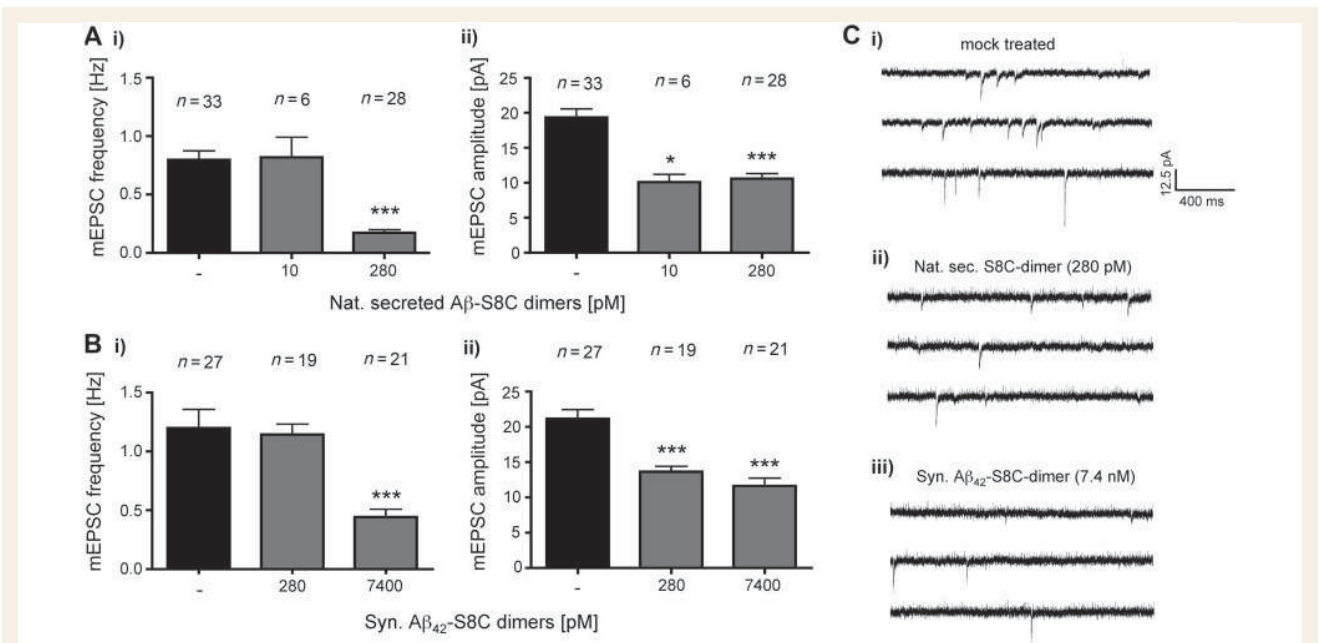 A i)
mEPSC frequency [Hz]
1.5
1.0
0.5
0.0
n = 33
n = 6
n = 28
***
-
10
280
ii)
mEPSC amplitude [pA]
25
20
15
10
5
0
n = 33
n = 6
n = 28
*
***
-
10
280
Nat. secreted Aβ-S8C dimers [pM]
B i)
mEPSC frequency [Hz]
1.5
1.0
0.5
0.0
n = 27
n = 19
n = 21
***
-
280
7400
ii)
mEPSC amplitude [pA]
25
20
15
10
5
0
n = 27
n = 19
n = 21
***
***
-
280
7400
Syn. Aβ42-S8C dimers [pM]
C i)
mock treated
12.5 pA
400 ms
ii)
Nat. sec. S8C-dimer (280 pM)
iii)
Syn. Aβ42-S8C-dimer (7.4 nM)